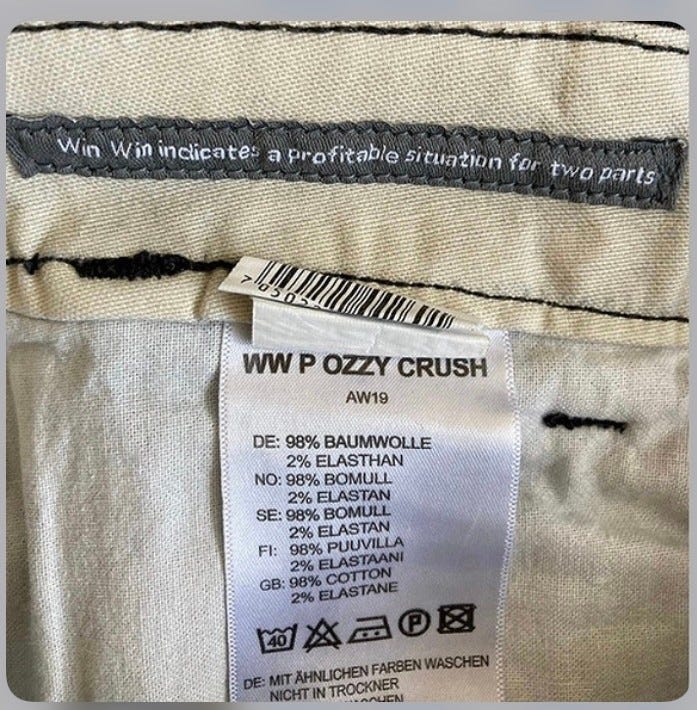 Win Win indicates a profitable situation for two parts
WW P OZZY CRUSH
AW19
DE: 98% BAUMWOLLE
2% ELASTHAN
NO: 98% BOMULL
2% ELASTAN
SE: 98% BOMULL
2% ELASTAN
FI: 98% PUUVILLA
2% ELASTAANI
GB: 98% COTTON
2% ELASTANE
40 P
DE: MIT ÄHNLICHEN FARBEN WASCHEN
NICHT IN TROCKNER